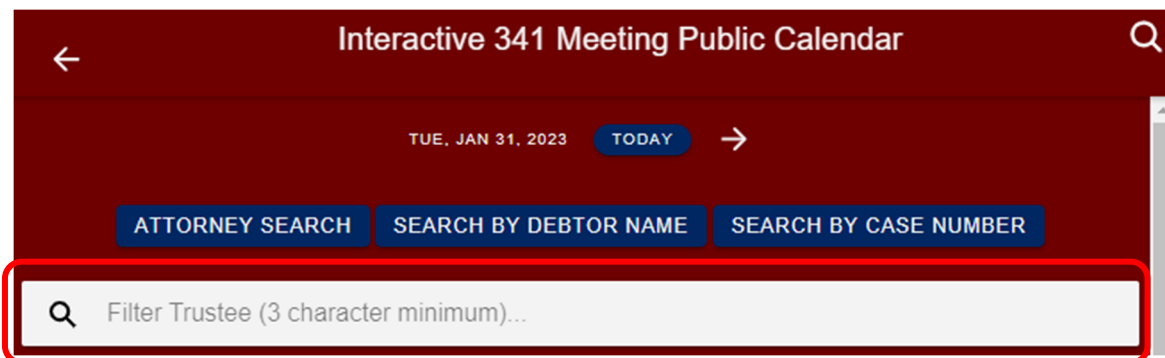 Interactive 341 Meeting Public Calendar
TUE, JAN 31, 2023 TODAY
ATTORNEY SEARCH SEARCH BY DEBTOR NAME SEARCH BY CASE NUMBER
Filter Trustee (3 character minimum)...